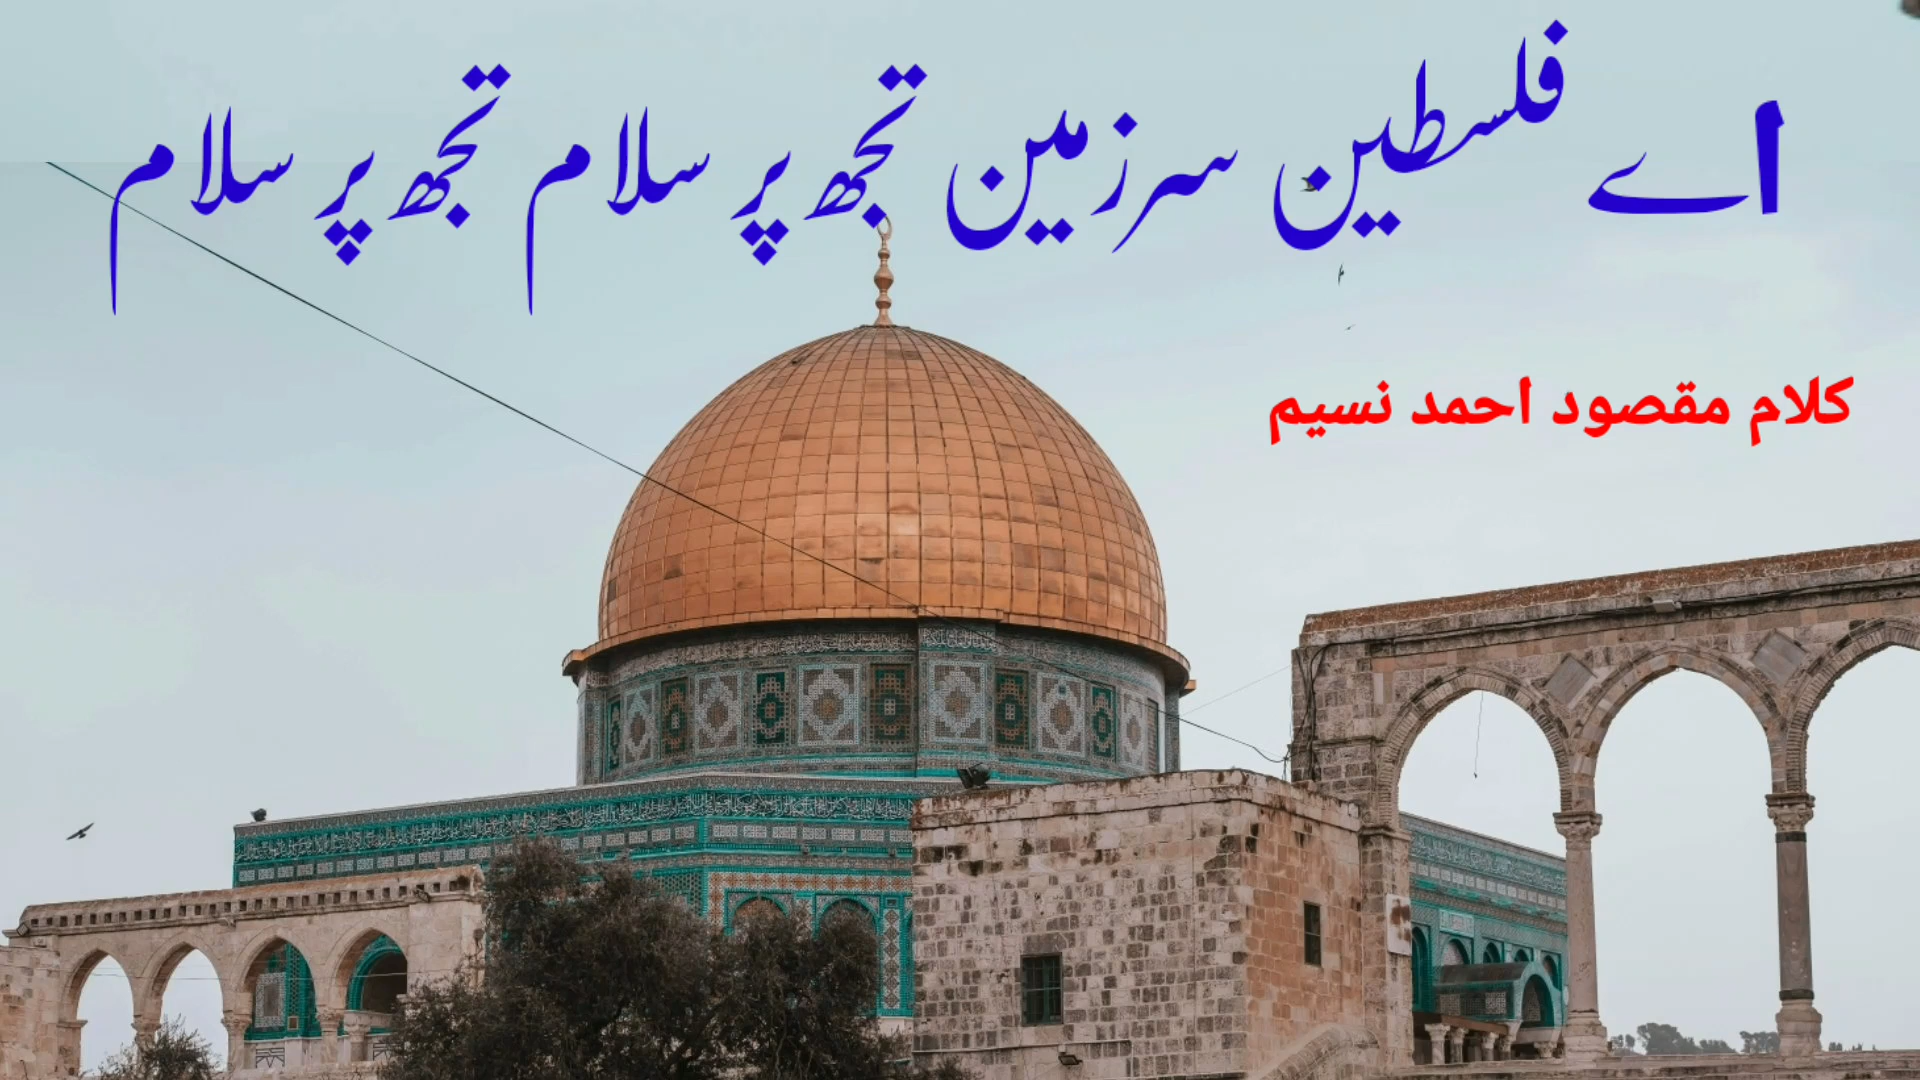 اے فلسطین سرزمین تجھ پر سلام تجھ پر سلام
کلام مقصود احمد نسیم